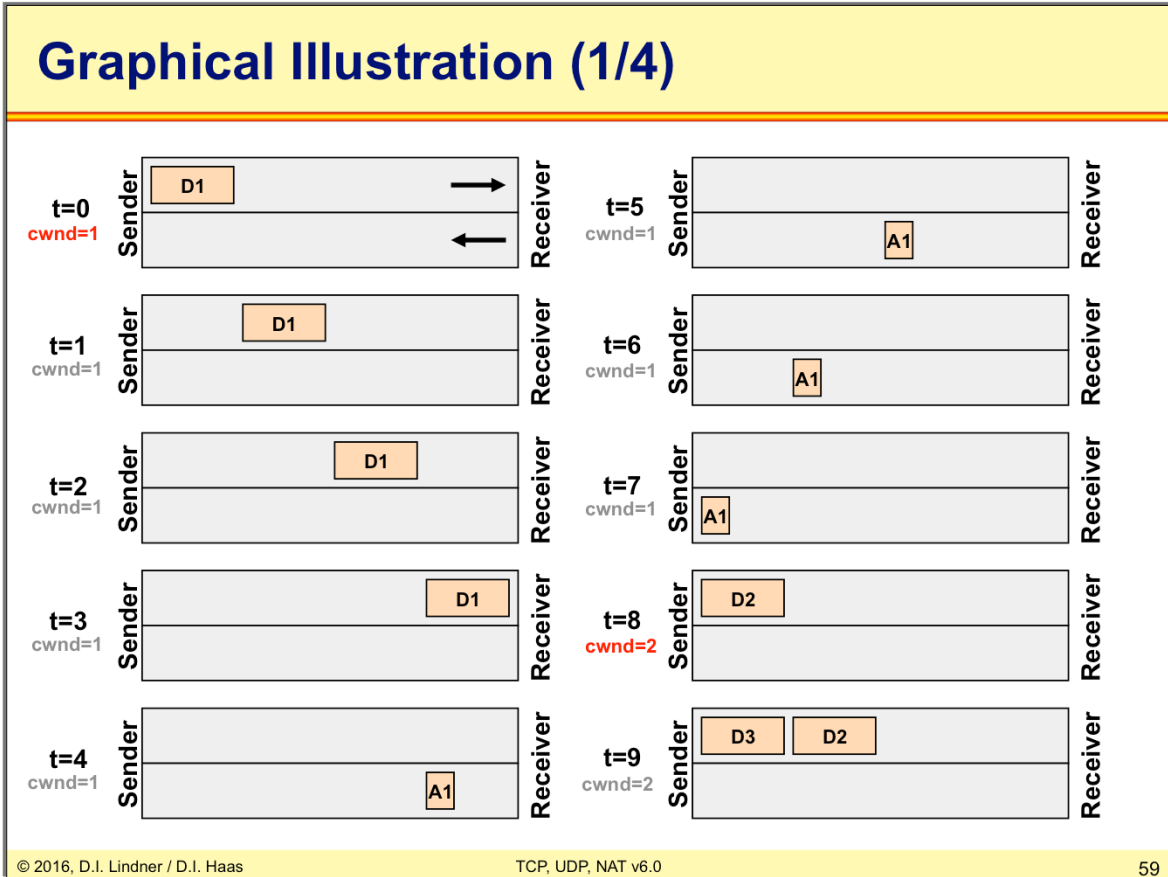 Graphical Illustration (1/4)
t=0
cwnd=1
Sender
D1
Receiver
t=1
cwnd=1
Sender
D1
Receiver
t=2
cwnd=1
Sender
D1
Receiver
t=3
cwnd=1
Sender
D1
Receiver
t=4
cwnd=1
Sender
A1
Receiver
t=5
cwnd=1
Sender
A1
Receiver
t=6
cwnd=1
Sender
A1
Receiver
t=7
cwnd=1
Sender
A1
Receiver
t=8
cwnd=2
Sender
D2
Receiver
t=9
cwnd=2
Sender
D3 D2
Receiver
© 2016, D.I. Lindner / D.I. Haas
TCP, UDP, NAT v6.0
59